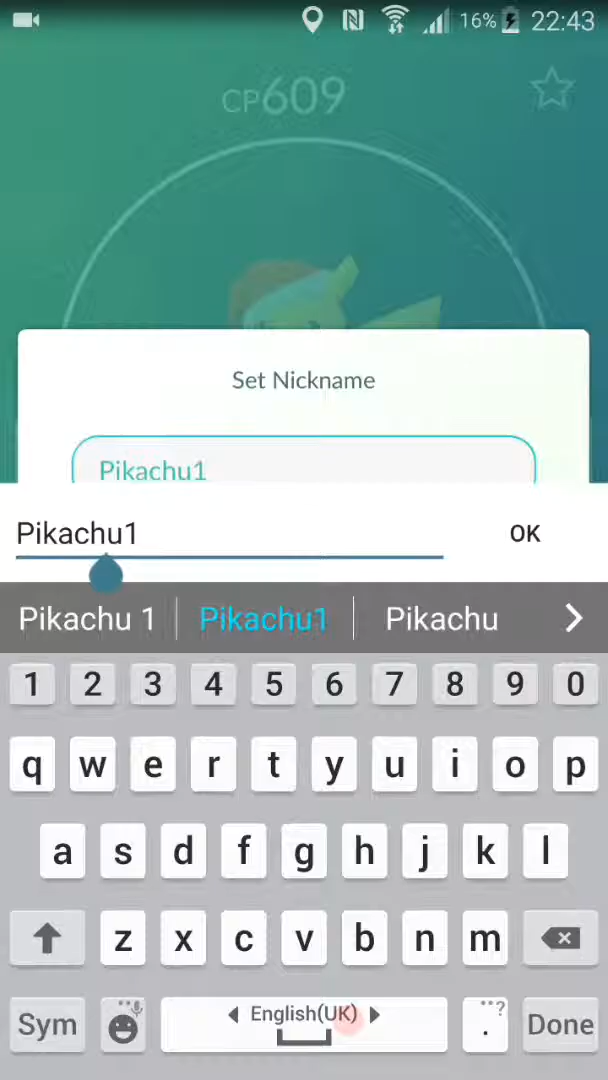 16% 22:43
CP609
Set Nickname
Pikachu1
Pikachu1 OK
Pikachu 1 Pikachu1 Pikachu
1 2 3 4 5 6 7 8 9 0
q w e r t y u i o p
a s d f g h j k l
z x c v b n m
Sym English(UK) . ? Done